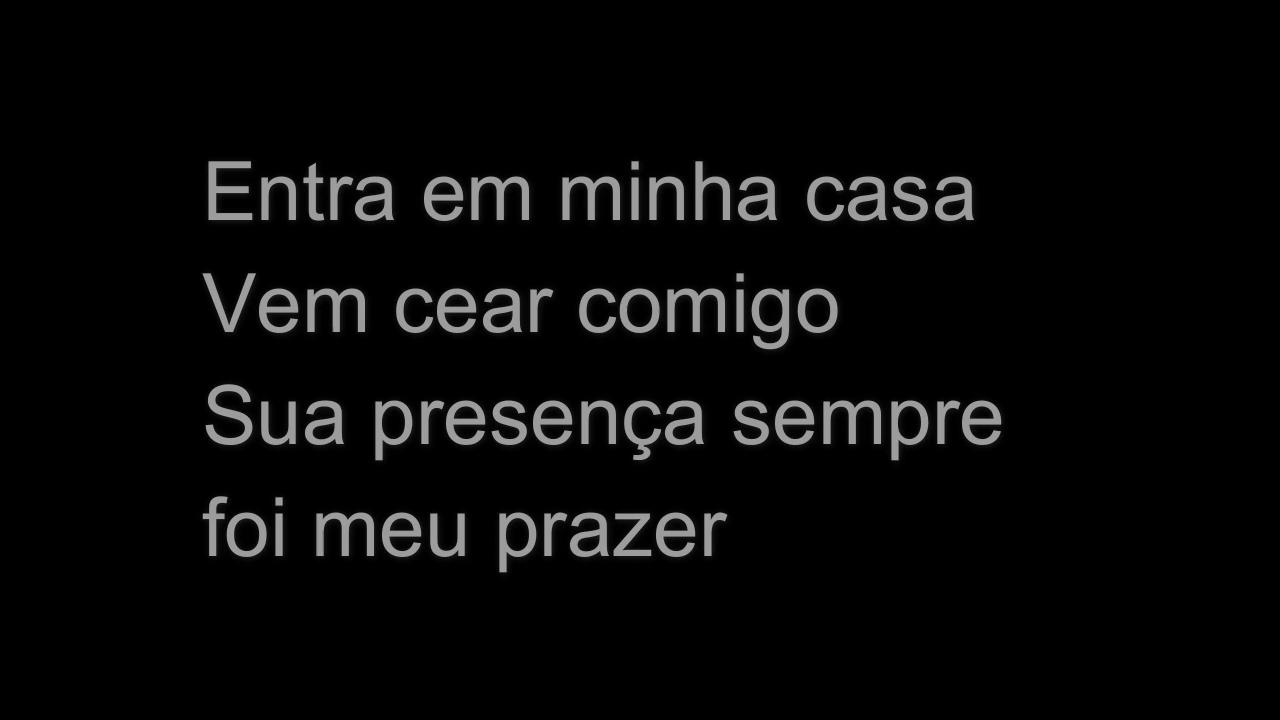 Entra em minha casa
Vem cear comigo
Sua presença sempre
foi meu prazer